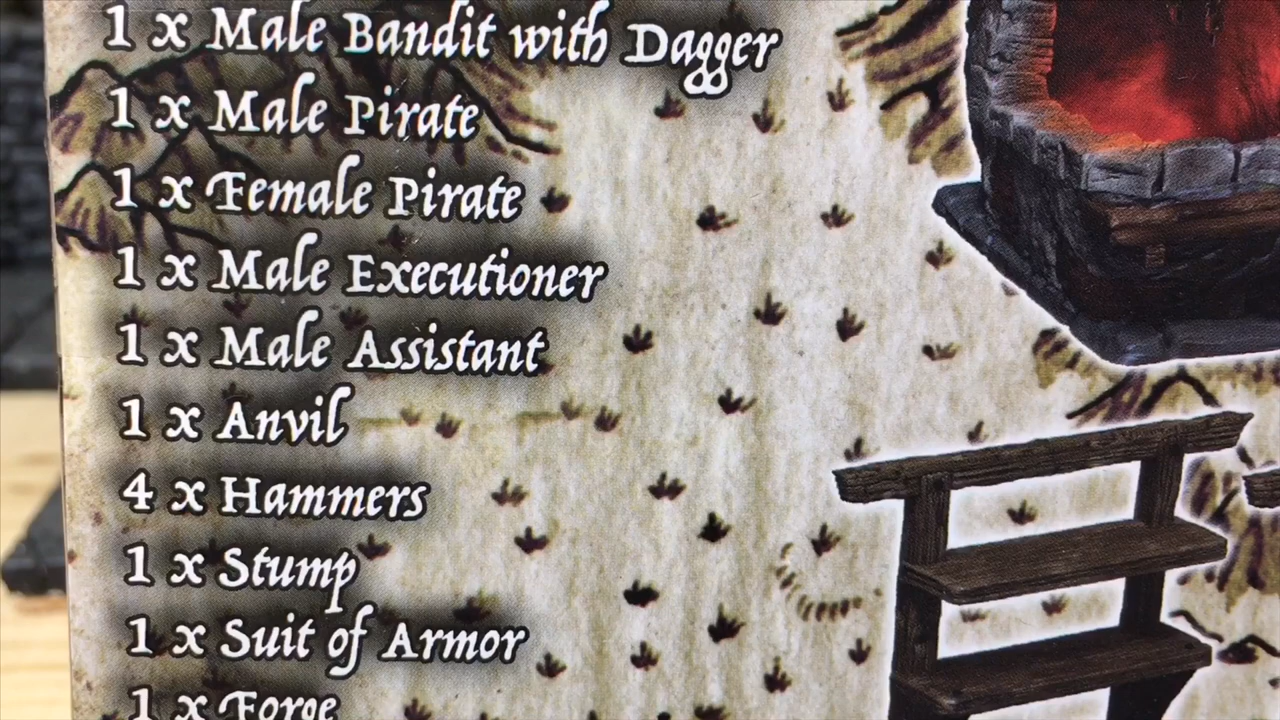 1 x Male Bandit with Dagger
1 x Male Pirate
1 x Female Pirate
1 x Male Executioner
1 x Male Assistant
1 x Anvil
4 x Hammers
1 x Stump
1 x Suit of Armor
1 x Forge